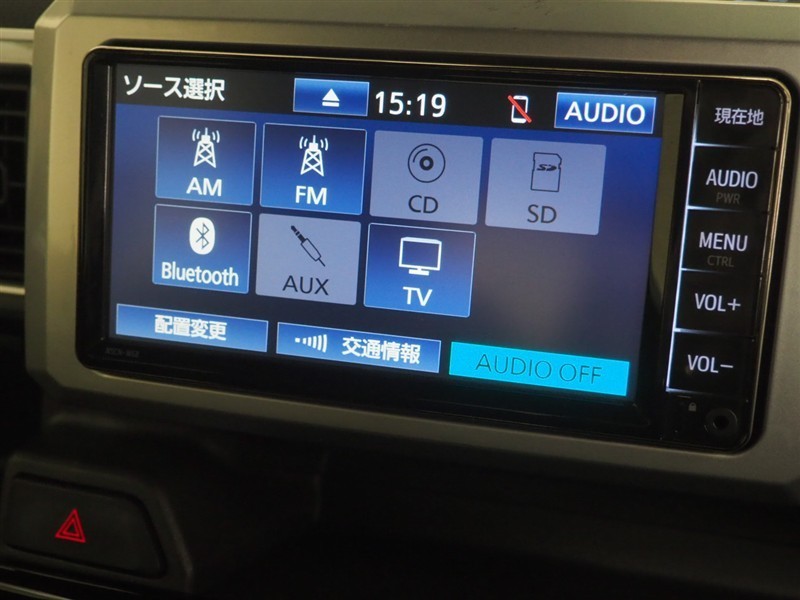 ソース選択
15:19
AUDIO
AM
FM
CD
SD
Bluetooth
AUX
TV
配置変更
交通情報
AUDIO OFF
現在地
AUDIO
PWR
MENU
CTRL
VOL+
VOL−